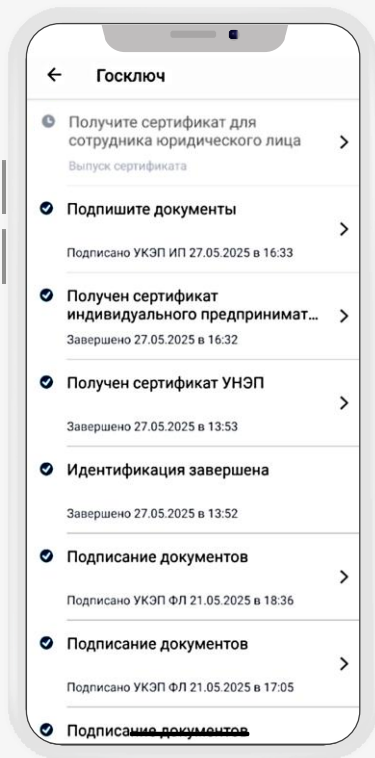 Госключ
Получите сертификат для
сотрудника юридического лица
Выпуск сертификата
Подпишите документы
Подписано УКЭП ИП 27.05.2025 в 16:33
Получен сертификат
индивидуального предпринимат...
Завершено 27.05.2025 в 16:32
Получен сертификат УНЭП
Завершено 27.05.2025 в 13:53
Идентификация завершена
Завершено 27.05.2025 в 13:52
Подписание документов
Подписано УКЭП ФЛ 21.05.2025 в 18:36
Подписание документов
Подписано УКЭП ФЛ 21.05.2025 в 17:05
Подписание документов